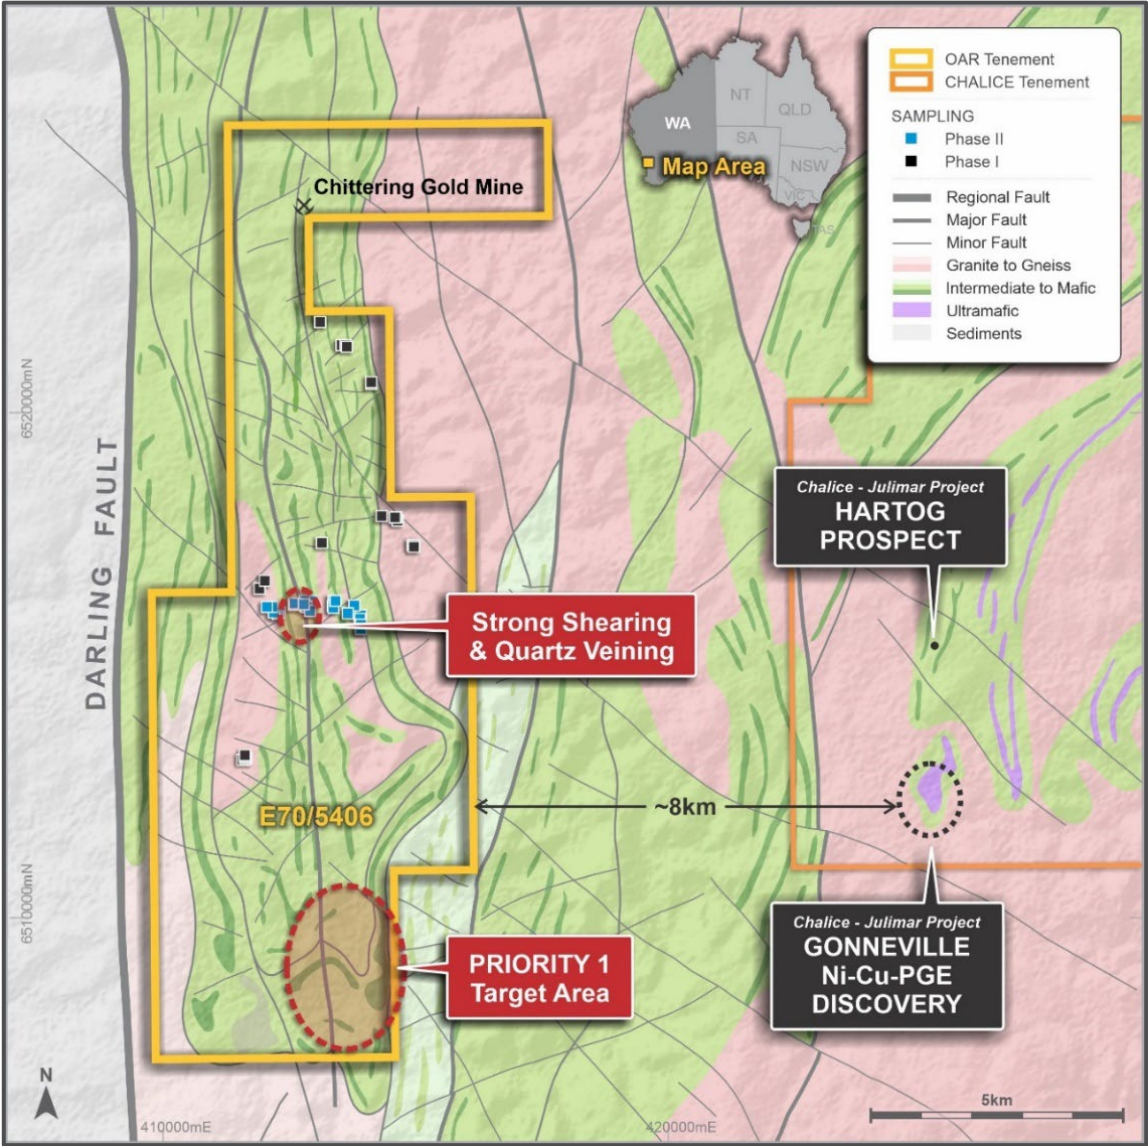 OAR Tenement
CHALICE Tenement
SAMPLING
Phase II
Phase I
Regional Fault
Major Fault
Minor Fault
Granite to Gneiss
Intermediate to Mafic
Ultramafic
Sediments
NT
QLD
WA
SA
NSW
VIC
TAS
Map Area
Chittering Gold Mine
6520000mN
DARLING FAULT
Chalice - Julimar Project
HARTOG
PROSPECT
Strong Shearing
& Quartz Veining
E70/5406
~8km
6510000mN
PRIORITY 1
Target Area
Chalice - Julimar Project
GONNEVILLE
Ni-Cu-PGE
DISCOVERY
N
410000mE
420000mE
5km